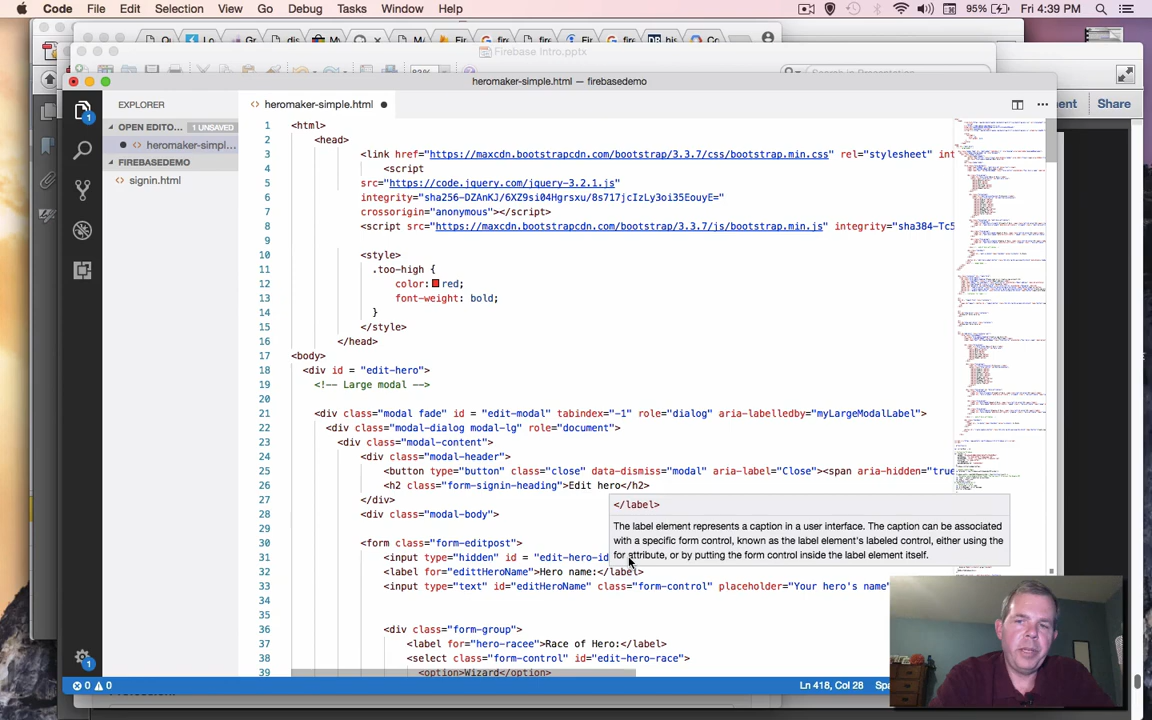 Code File Edit Selection View Go Debug Tasks Window Help 95% Fri 4:39 PM
Firebase Intro.pptx
Search in Presentation
Share
heromaker-simple.html — firebasedemo
EXPLORER
OPEN EDITO... 1 UNSAVED
heromaker-simpl...
FIREBASEDEMO
signin.html
1
1
heromaker-simple.html
1 <html>
2 <head>
3 <link href="https://maxcdn.bootstrapcdn.com/bootstrap/3.3.7/css/bootstrap.min.css" rel="stylesheet" int
4 <script
5 src="https://code.jquery.com/jquery-3.2.1.js"
6 integrity="sha256-DZAnKJ/6XZ9si04Hgrsxu/8s717jcIzLy3oi35EouyE="
7 crossorigin="anonymous"></script>
8 <script src="https://maxcdn.bootstrapcdn.com/bootstrap/3.3.7/js/bootstrap.min.js" integrity="sha384-Tc5
9
10 <style>
11 .too-high {
12 color: red;
13 font-weight: bold;
14 }
15 </style>
16 </head>
17 <body>
18 <div id = "edit-hero">
19 <!-- Large modal -->
20
21 <div class="modal fade" id = "edit-modal" tabindex="-1" role="dialog" aria-labelledby="myLargeModalLabel">
22 <div class="modal-dialog modal-lg" role="document">
23 <div class="modal-content">
24 <div class="modal-header">
25 <button type="button" class="close" data-dismiss="modal" aria-label="Close"><span aria-hidden="true
26 <h2 class="form-signin-heading">Edit hero</h2>
27 </div>
28 <div class="modal-body">
29
30 <form class="form-editpost">
31 <input type="hidden" id = "edit-hero-id
32 <label for="edittHeroName">Hero name:</label>
33 <input type="text" id="editHeroName" class="form-control" placeholder="Your hero's name"
34
35
36 <div class="form-group">
37 <label for="hero-racee">Race of Hero:</label>
38 <select class="form-control" id="edit-hero-race">
39 <option>Wizard</option>
</label>
The label element represents a caption in a user interface. The caption can be associated
with a specific form control, known as the label element's labeled control, either using the
for attribute, or by putting the form control inside the label element itself.
0 0
Ln 418, Col 28